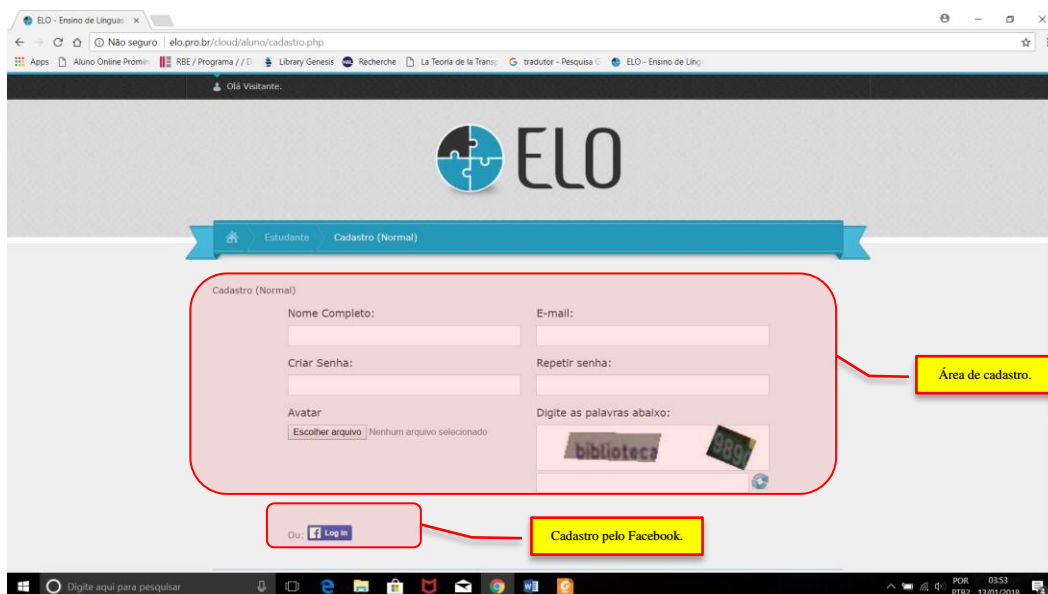 ELO - Ensino de Línguas
Não seguro | elo.pro.br/cloud/aluno/cadastro.php
Apps Aluno Online RBE / Programa / / D Library Genesis Recherche La Teoría de la Transp tradutor - Pesquisa G ELO - Ensino de Líng
Olá Visitante.
ELO
Estudante Cadastro (Normal)
Cadastro (Normal)
Nome Completo: E-mail:
Criar Senha: Repetir senha:
Área de cadastro.
Avatar Digite as palavras abaixo:
Escolher arquivo Nenhum arquivo selecionado
biblioteca
Ou: f Log In
Cadastro pelo Facebook.
Digite aqui para pesquisar
POR 03:53
PTB2 13/01/2018